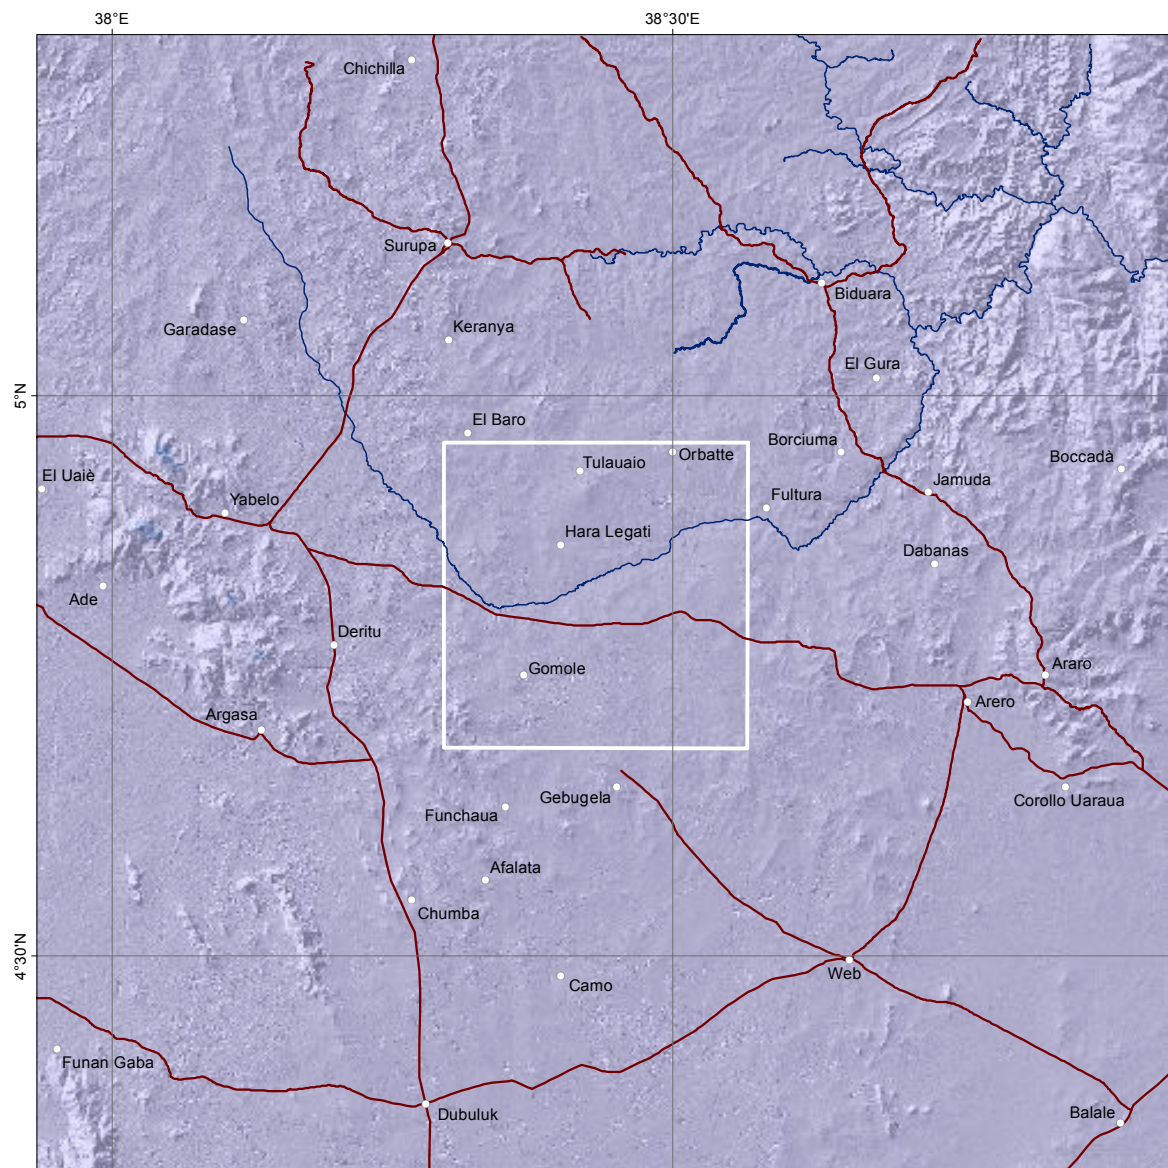 38°E
38°30'E
Chichilla
Surupa
Biduara
Garadase
Keranya
El Gura
5°N
El Baro
Borciuma
Orbatte
Boccadà
Tulauaio
El Uaiè
Jamuda
Yabelo
Fultura
Hara Legati
Dabanas
Ade
Deritu
Araro
Gomole
Arero
Argasa
Gebugela
Corollo Uaraua
Funchaua
Afalata
Chumba
4°30'N
Web
Camo
Funan Gaba
Dubuluk
Balale